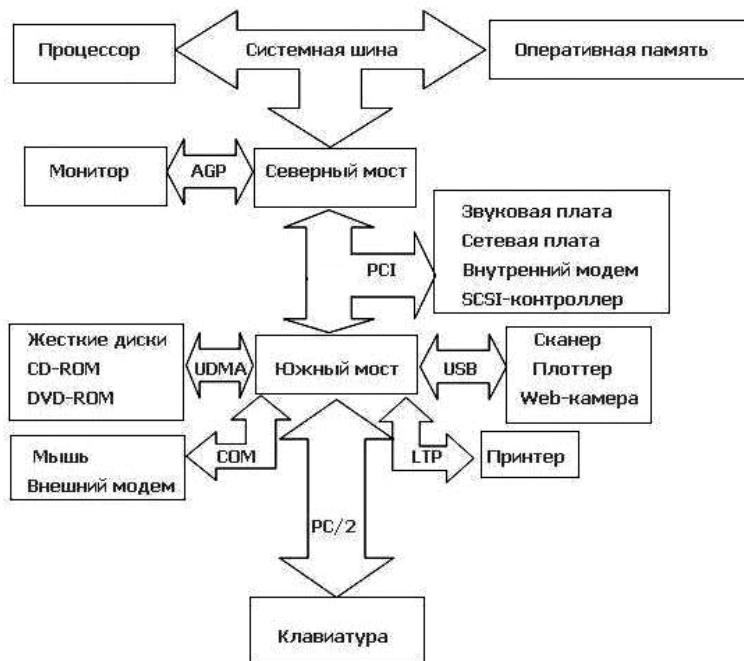 Процессор
Системная шина
Оперативная память
Монитор
AGP
Северный мост
Звуковая плата
Сетевая плата
PCI
Внутренний модем
SCSI-контроллер
Жесткие диски
CD-ROM
DVD-ROM
UDMA
Южный мост
USB
Сканер
Плоттер
Web-камера
Мышь
Внешний модем
COM
LTP
Принтер
PC/2
Клавиатура